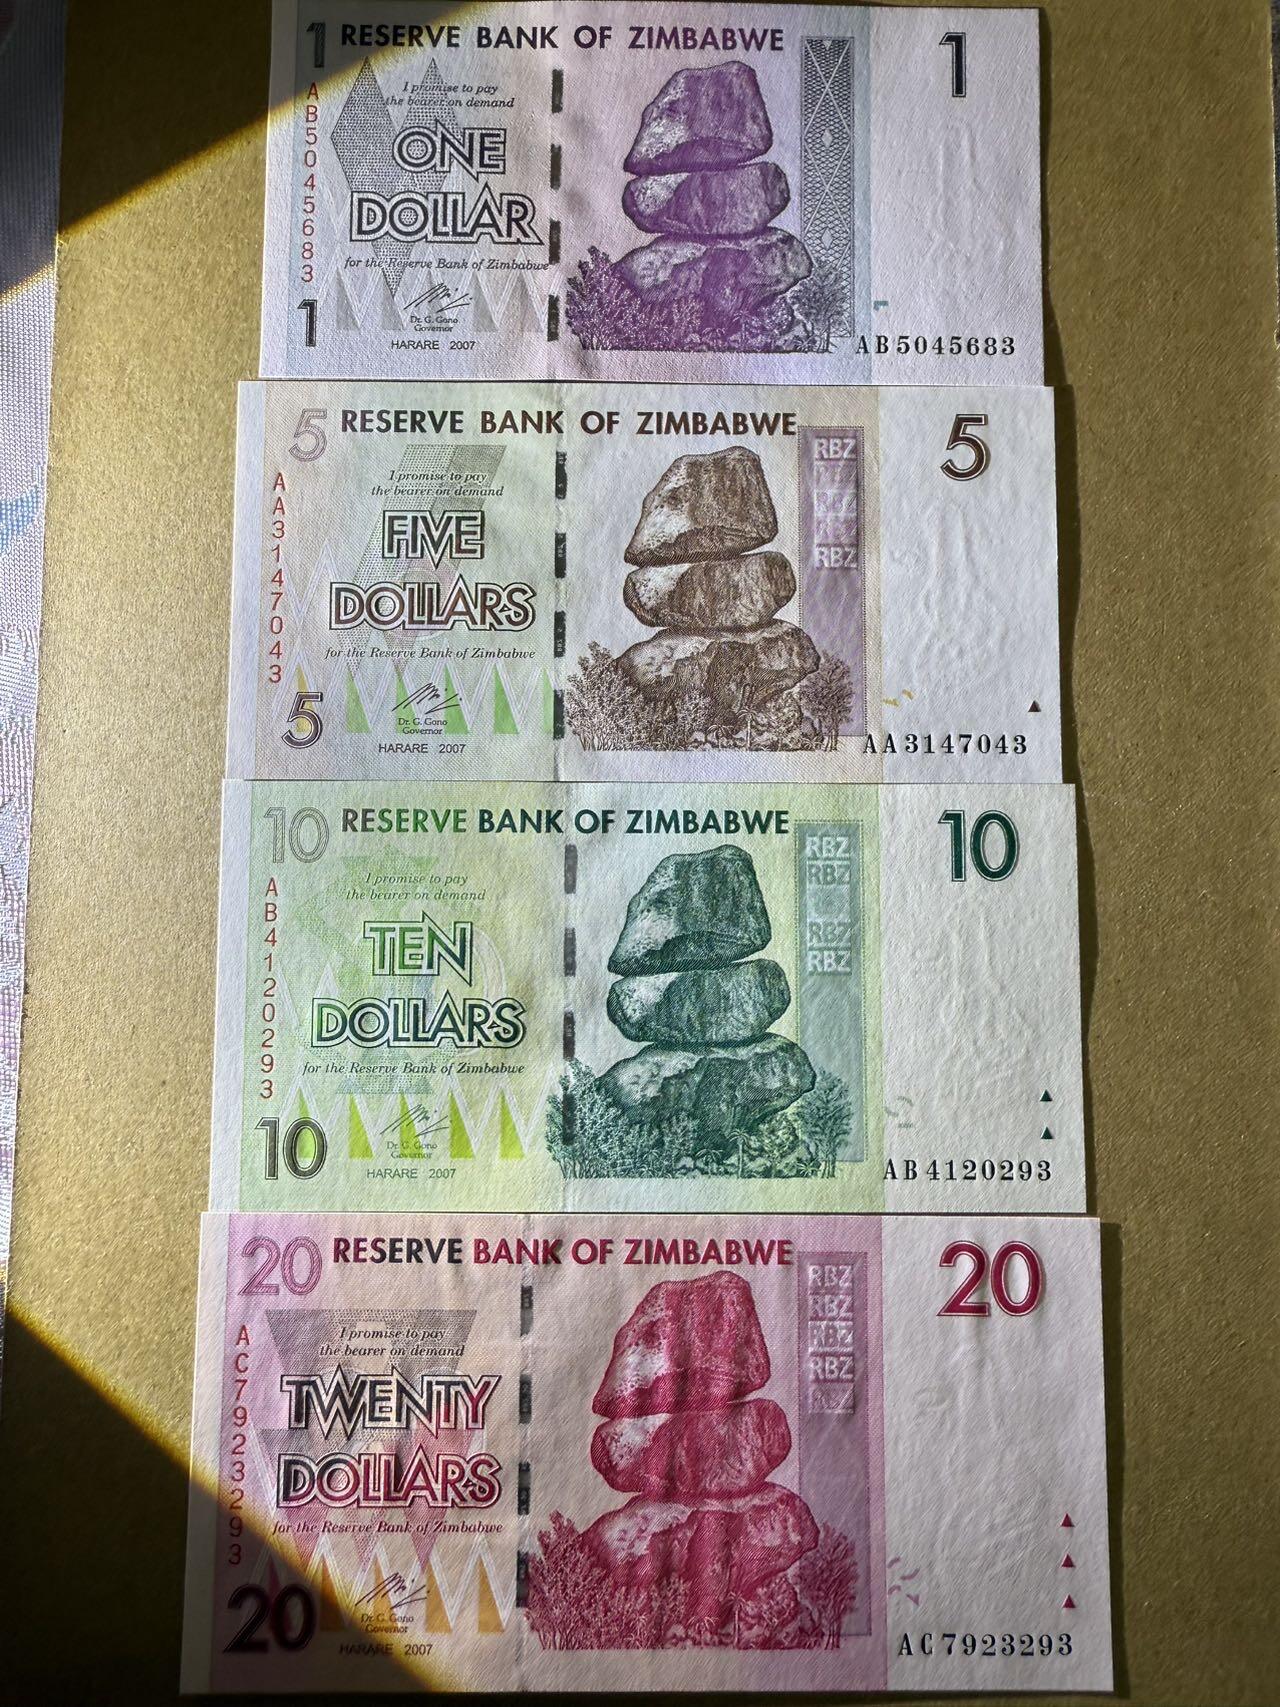 1 RESERVE BANK OF ZIMBABWE 1
I promise to pay
the bearer on demand
ONE
DOLLAR
for the Reserve Bank of Zimbabwe
Dr. G. Gono
Governor
HARARE 2007
1
AB5045683
AB5045683
5 RESERVE BANK OF ZIMBABWE 5
RBZ
RBZ
RBZ
RBZ
I promise to pay
the bearer on demand
FIVE
DOLLARS
for the Reserve Bank of Zimbabwe
Dr. G. Gono
Governor
HARARE 2007
5
AA3147043
AA3147043
10 RESERVE BANK OF ZIMBABWE 10
RBZ
RBZ
RBZ
RBZ
I promise to pay
the bearer on demand
TEN
DOLLARS
for the Reserve Bank of Zimbabwe
Dr. G. Gono
Governor
HARARE 2007
10
AB4120293
AB4120293
20 RESERVE BANK OF ZIMBABWE 20
RBZ
RBZ
RBZ
RBZ
RBZ
I promise to pay
the bearer on demand
TWENTY
DOLLARS
for the Reserve Bank of Zimbabwe
Dr. G. Gono
Governor
HARARE 2007
20
AC7923293
AC7923293